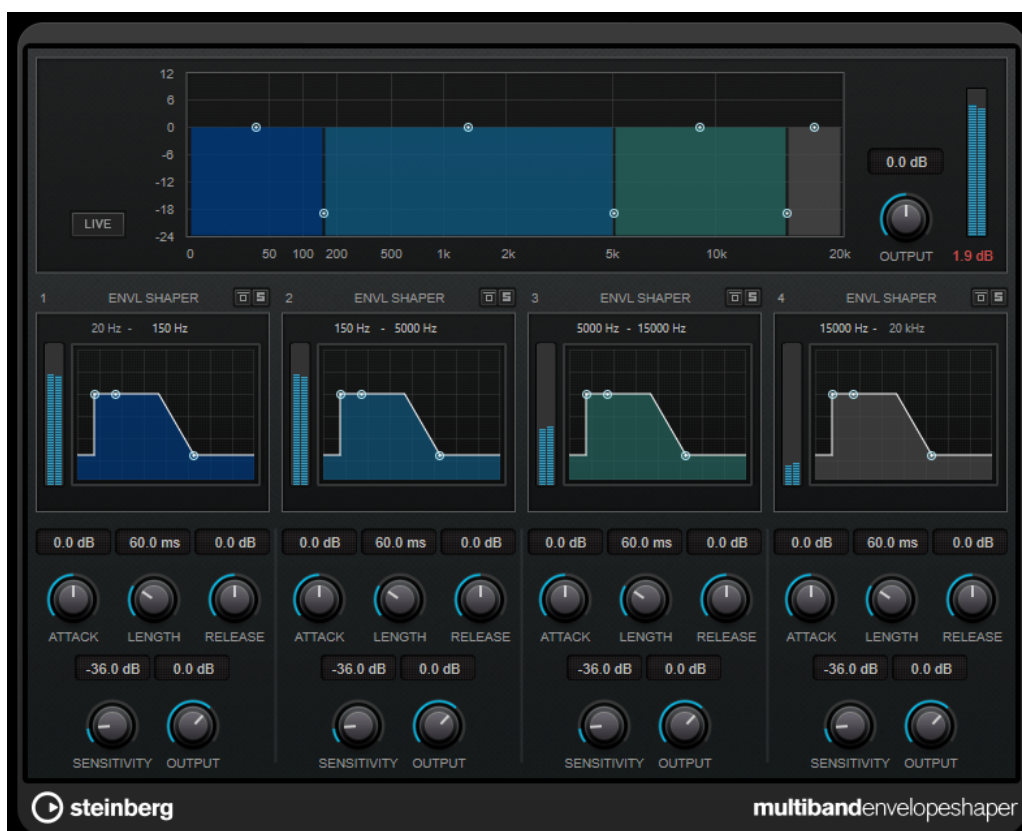 12
6
0
-6
-12
-18
-24
LIVE
0 50 100 200 500 1k 2k 5k 10k 20k
0.0 dB
OUTPUT 1.9 dB
1 ENVL SHAPER S 2 ENVL SHAPER S 3 ENVL SHAPER S 4 ENVL SHAPER S
20 Hz - 150 Hz 150 Hz - 5000 Hz 5000 Hz - 15000 Hz 15000 Hz - 20 kHz
0.0 dB 60.0 ms 0.0 dB 0.0 dB 60.0 ms 0.0 dB 0.0 dB 60.0 ms 0.0 dB 0.0 dB 60.0 ms 0.0 dB
ATTACK LENGTH RELEASE ATTACK LENGTH RELEASE ATTACK LENGTH RELEASE ATTACK LENGTH RELEASE
-36.0 dB 0.0 dB -36.0 dB 0.0 dB -36.0 dB 0.0 dB -36.0 dB 0.0 dB
SENSITIVITY OUTPUT SENSITIVITY OUTPUT SENSITIVITY OUTPUT SENSITIVITY OUTPUT
steinberg multibandenvelopeshaper